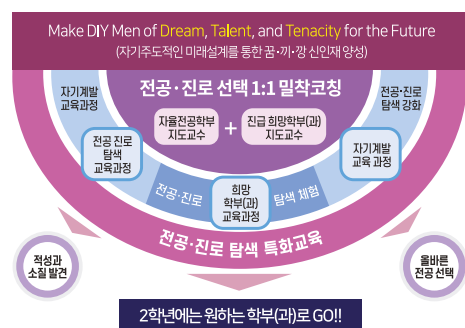 Make DIY Men of Dream, Talent, and Tenacity for the Future
(자기주도적인 미래설계를 통한 꿈·끼·깡 신인재 양성)
전공·진로 선택 1:1 밀착코칭
자율전공학부
지도교수
+
진급 희망학부(과)
지도교수
자기계발
교육과정
전공·진로
탐색 강화
전공 진로
탐색
교육과정
자기계발
교육 과정
전공·진로
희망
학부(과)
교육과정
탐색 체험
전공·진로 탐색 특화교육
적성과
소질 발견
올바른
전공 선택
2학년에는 원하는 학부(과)로 GO!!